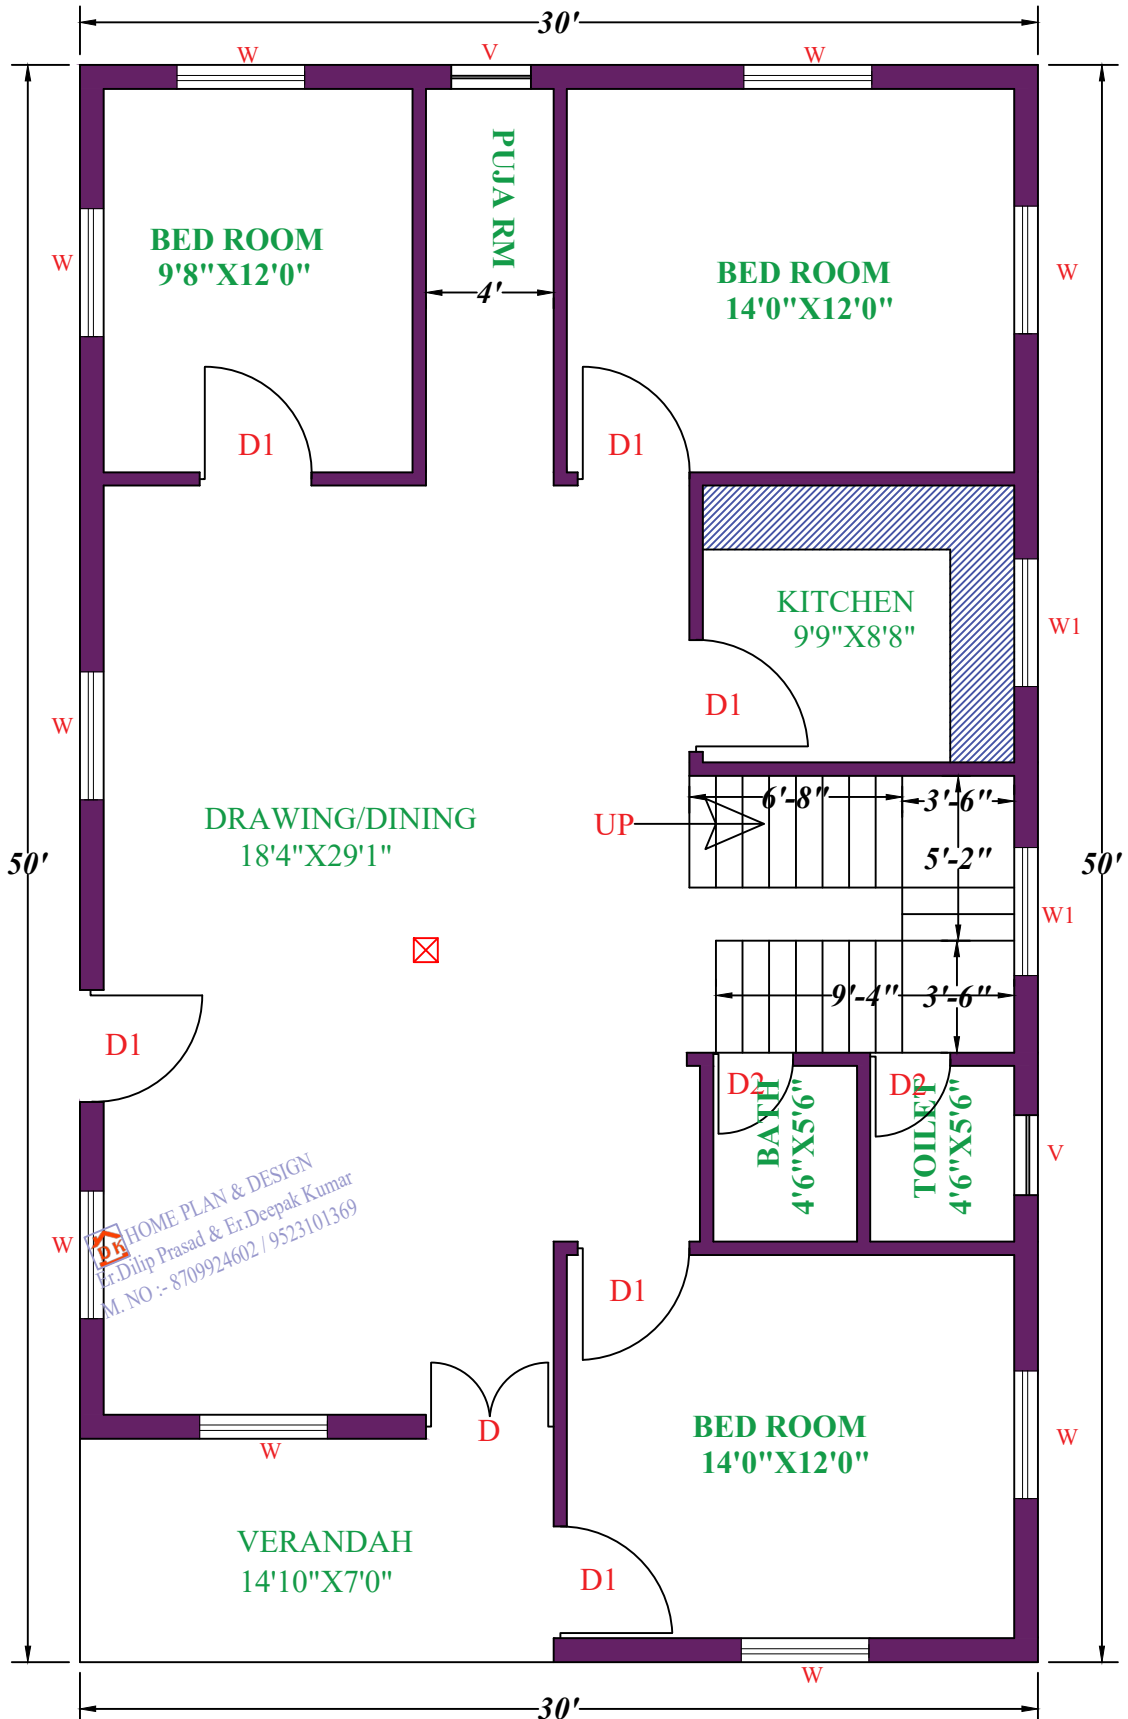 30'
W
V
W
PUJA RM
BED ROOM
9'8"X12'0"
W
4'
BED ROOM
14'0"X12'0"
W
D1
D1
KITCHEN
9'9"X8'8"
W1
D1
W
DRAWING/DINING
18'4"X29'1"
UP
6'-8"
3'-6"
50'
5'-2"
50'
W1
9'-4"
3'-6"
D1
D2
D2
BATH
4'6"X5'6"
TOILET
4'6"X5'6"
V
DK
HOME PLAN & DESIGN
Er.Dilip Prasad & Er.Deepak Kumar
M. NO :- 8709924602 / 9523101369
W
D1
D
W
BED ROOM
14'0"X12'0"
W
VERANDAH
14'10"X7'0"
D1
W
30'